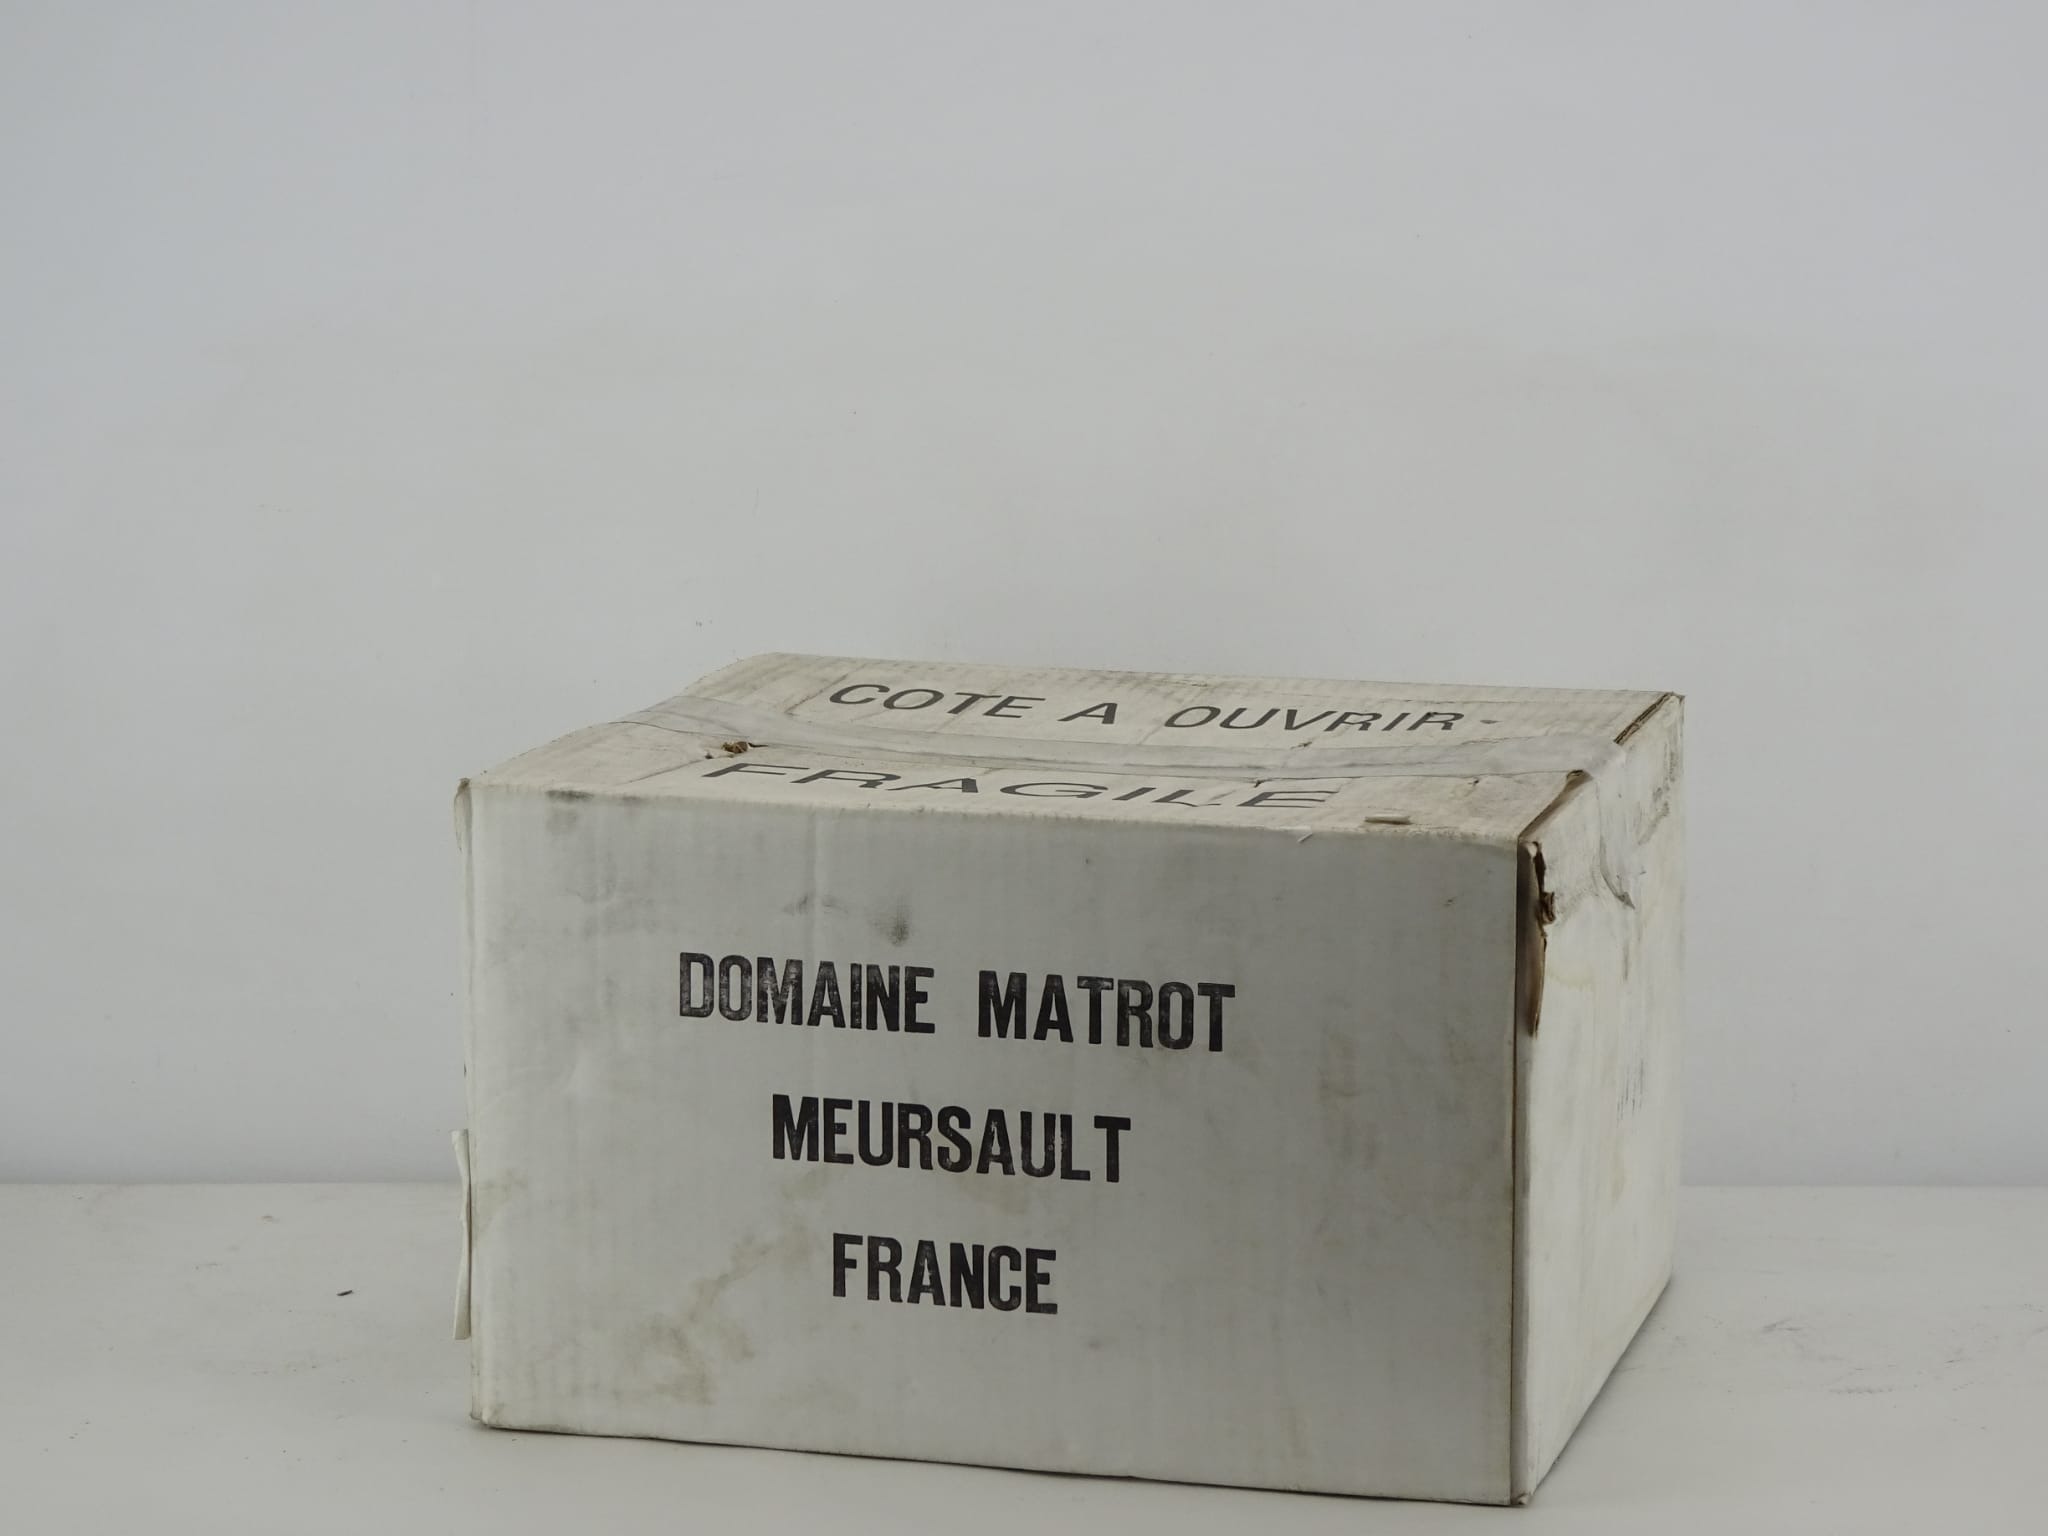 COTE A OUVRIR-
FRAGILE
DOMAINE MATROT
MEURSAULT
FRANCE